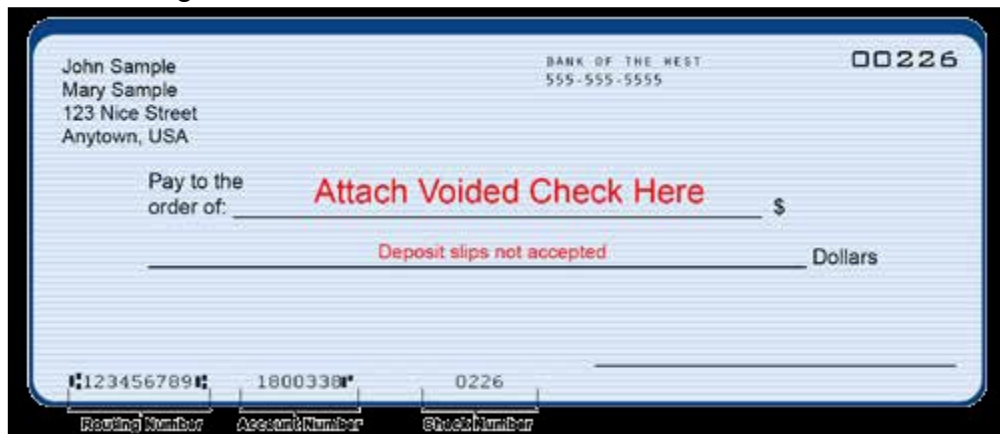 John Sample
Mary Sample
123 Nice Street
Anytown, USA
BANK OF THE WEST
555-555-5555
00226
Pay to the
order of:
Attach Voided Check Here
$
Deposit slips not accepted
Dollars
⑆123456789⑆ 1800338⑈ 0226
Routing Number Account Number Check Number